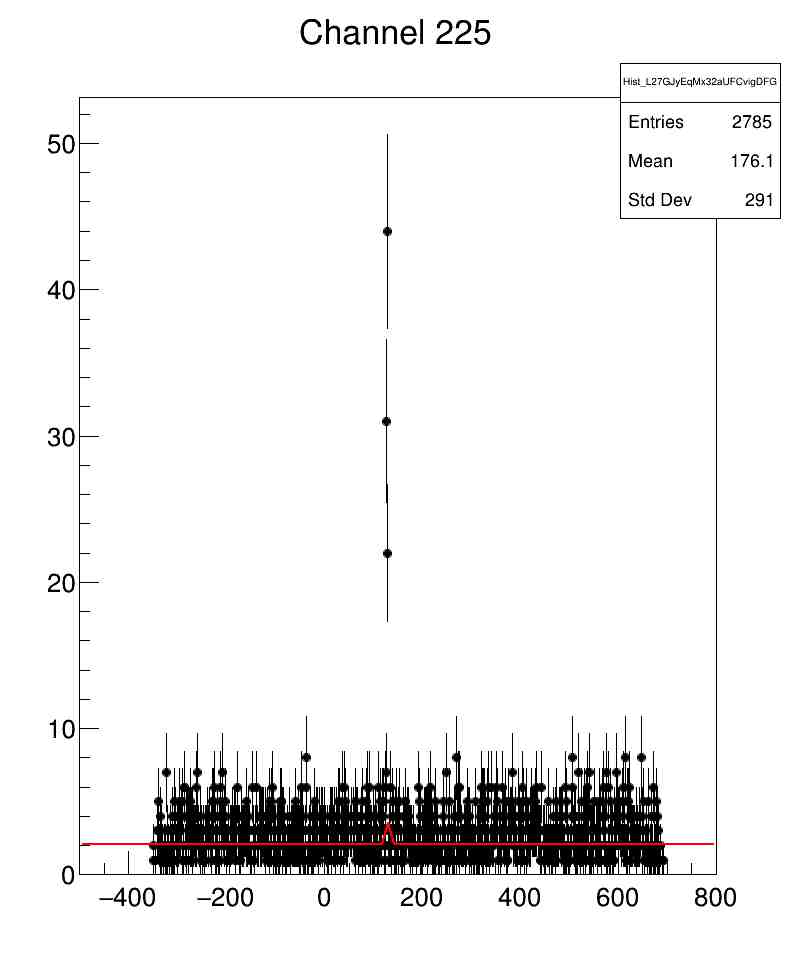 Channel 225
Hist_L27GJyEqMx32aUFCvigDFG
Entries 2785
Mean 176.1
Std Dev 291
50
40
30
20
10
0
−400 −200 0 200 400 600 800